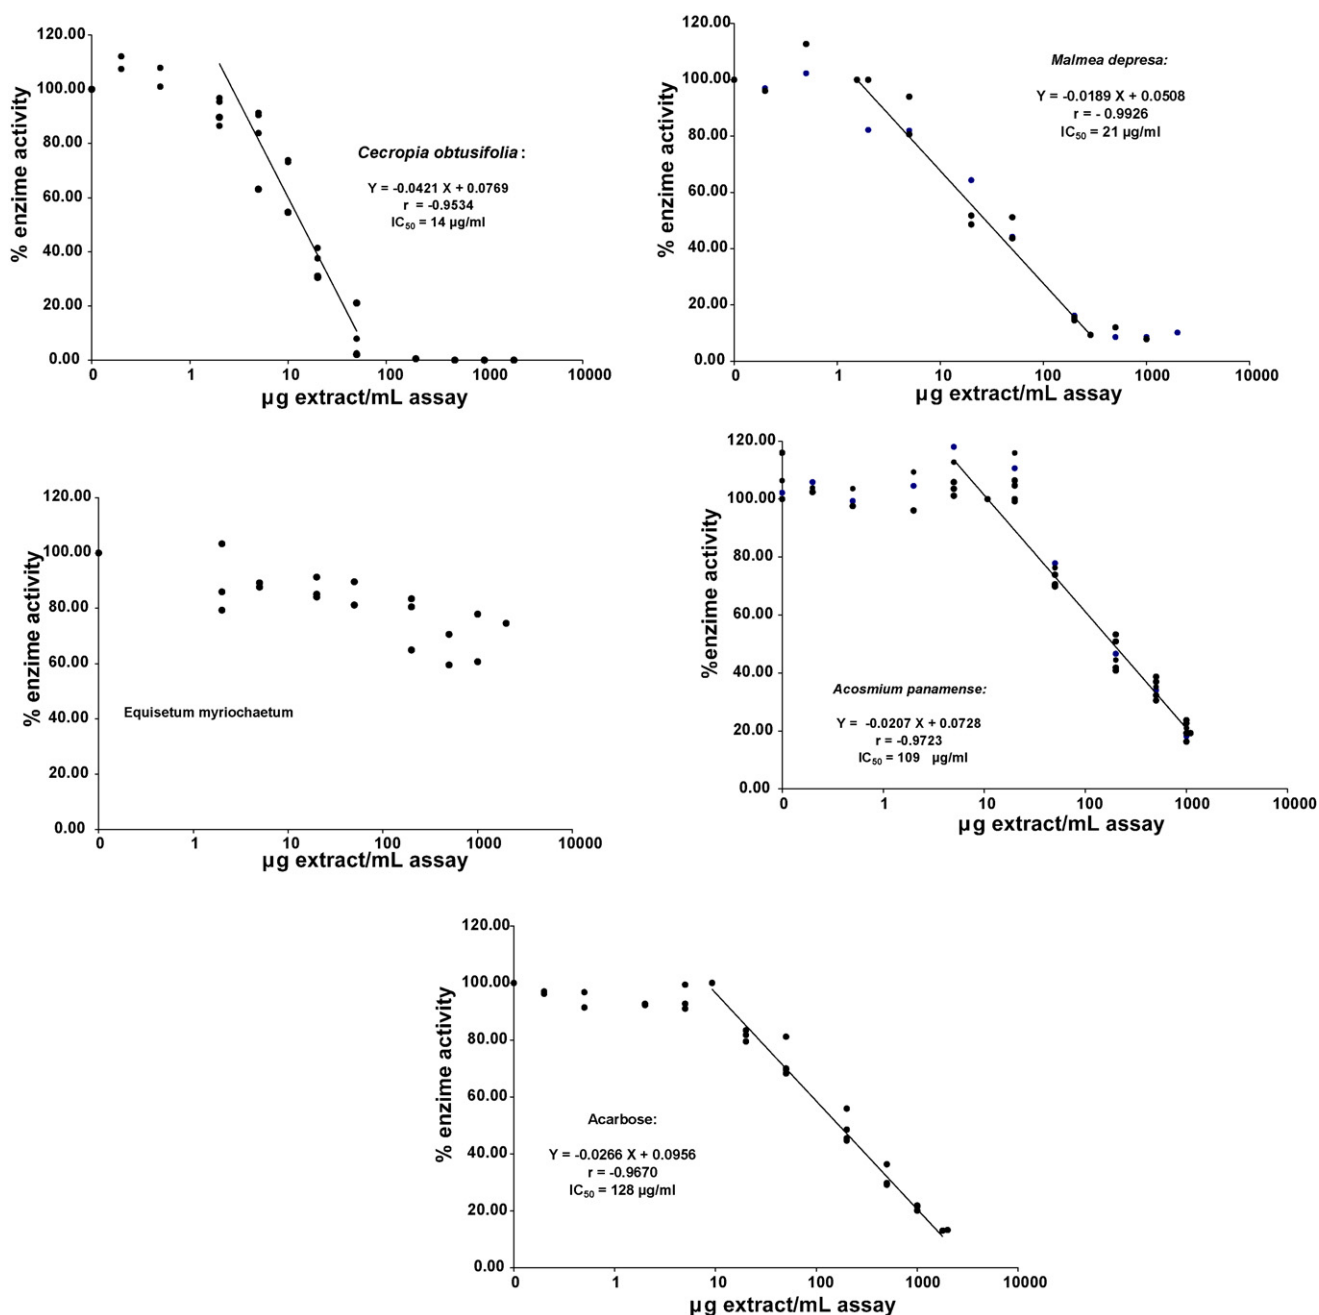 120.00
100.00
80.00
60.00
40.00
20.00
0.00
% enzime activity
Cecropia obtusifolia :
Y = -0.0421 X + 0.0769
r = -0.9534
IC50 = 14 µg/ml
0 1 10 100 1000 10000
µg extract/mL assay
120.00
100.00
80.00
60.00
40.00
20.00
0.00
% enzime activity
Malmea depresa:
Y = -0.0189 X + 0.0508
r = - 0.9926
IC50 = 21 µg/ml
0 1 10 100 1000 10000
µg extract/mL assay
120.00
100.00
80.00
60.00
40.00
20.00
0.00
% enzime activity
Equisetum myriochaetum
0 1 10 100 1000 10000
µg extract/mL assay
120.00
100.00
80.00
60.00
40.00
20.00
0.00
%enzime activity
Acosmium panamense:
Y = -0.0207 X + 0.0728
r = -0.9723
IC50 = 109 µg/ml
0 1 10 100 1000 10000
µg extract/mL assay
120.00
100.00
80.00
60.00
40.00
20.00
0.00
% enzime activity
Acarbose:
Y = -0.0266 X + 0.0956
r = -0.9670
IC50 = 128 µg/ml
0 1 10 100 1000 10000
µg extract/mL assay